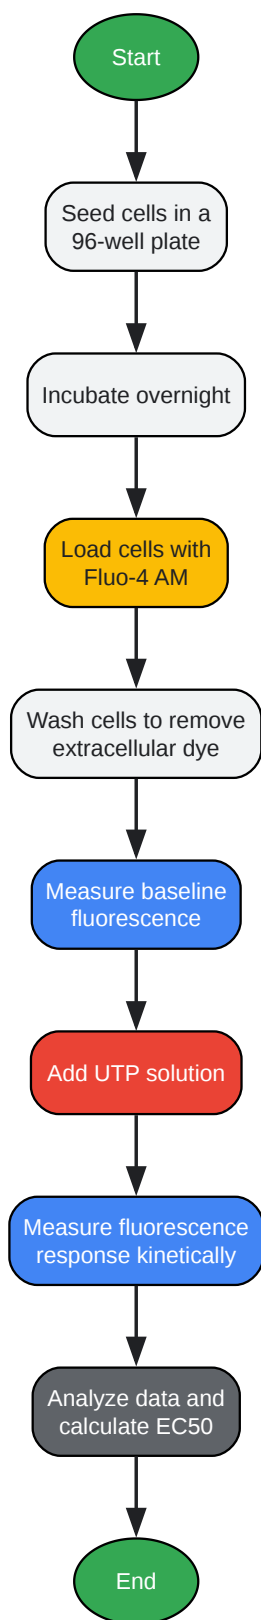 Start
Seed cells in a
96-well plate
Incubate overnight
Load cells with
Fluo-4 AM
Wash cells to remove
extracellular dye
Measure baseline
fluorescence
Add UTP solution
Measure fluorescence
response kinetically
Analyze data and
calculate EC50
End